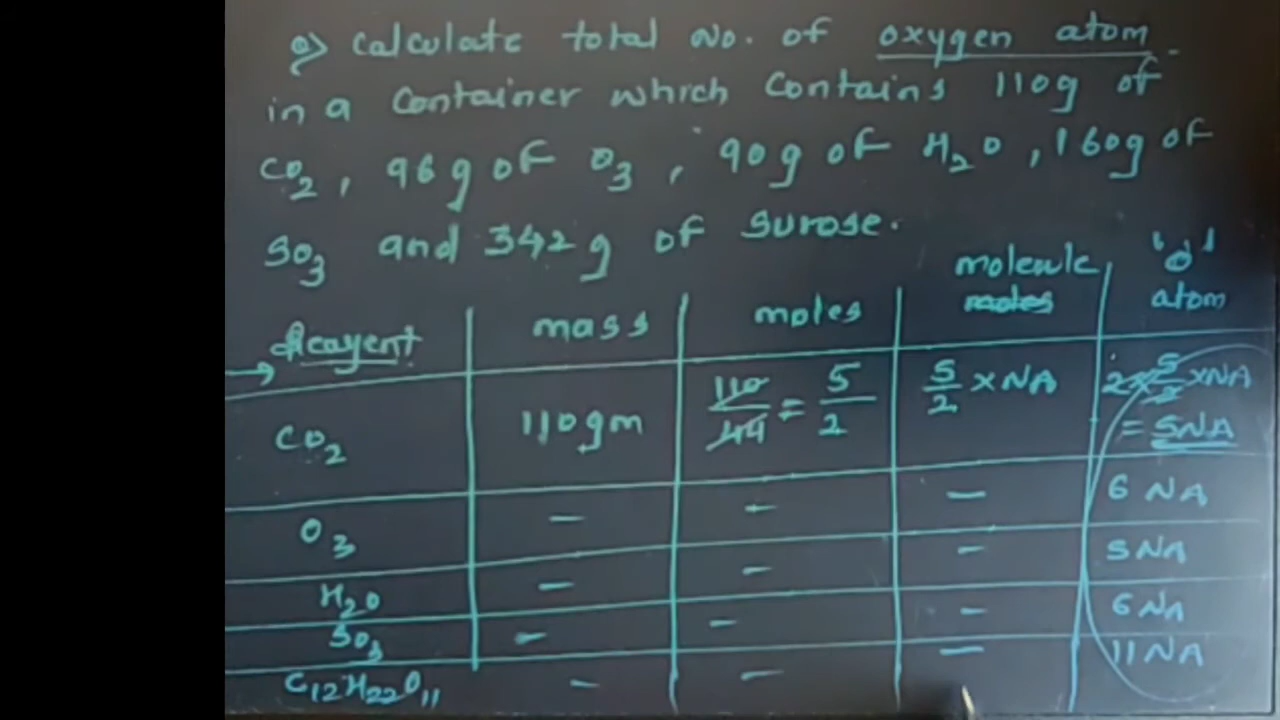 Q) Calculate total No. of oxygen atom
in a Container which contains 110g of
CO2, 96g of O3, 90g of H2O, 160g of
SO3 and 342g of surose.
Reagent mass moles molecule moles 'O' atom
CO2 110gm 110/44 = 5/2 5/2 × NA 2 × 5/2 × NA = 5NA
O3 – – – 6 NA
H2O – – – 5NA
SO3 – – – 6 NA
C12H22O11 – – – 11 NA